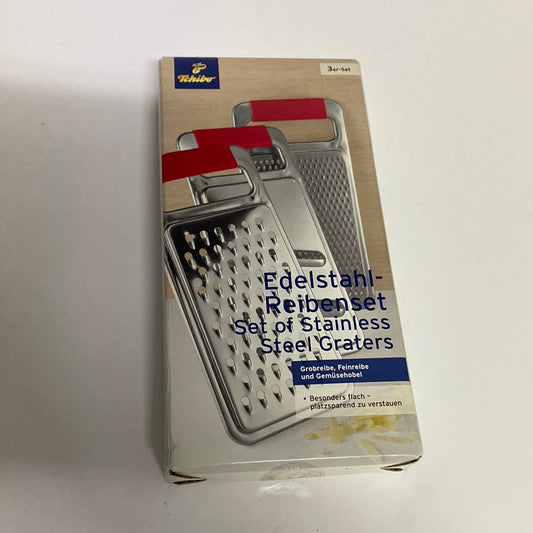 Tchibo
3er-Set
Edelstahl-
Reibenset
Set of Stainless
Steel Graters
Grobreibe, Feinreibe
und Gemüsehobel
• Besonders flach –
platzsparend zu verstauen